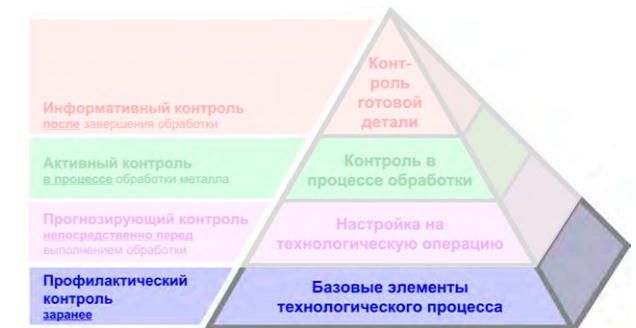 Конт-
роль
готовой
детали
Информативный контроль
после завершения обработки
Активный контроль
в процессе обработки металла
Контроль в
процессе обработки
Прогнозирующий контроль
непосредственно перед
выполнением обработки
Настройка на
технологическую операцию
Профилактический
контроль
заранее
Базовые элементы
технологического процесса